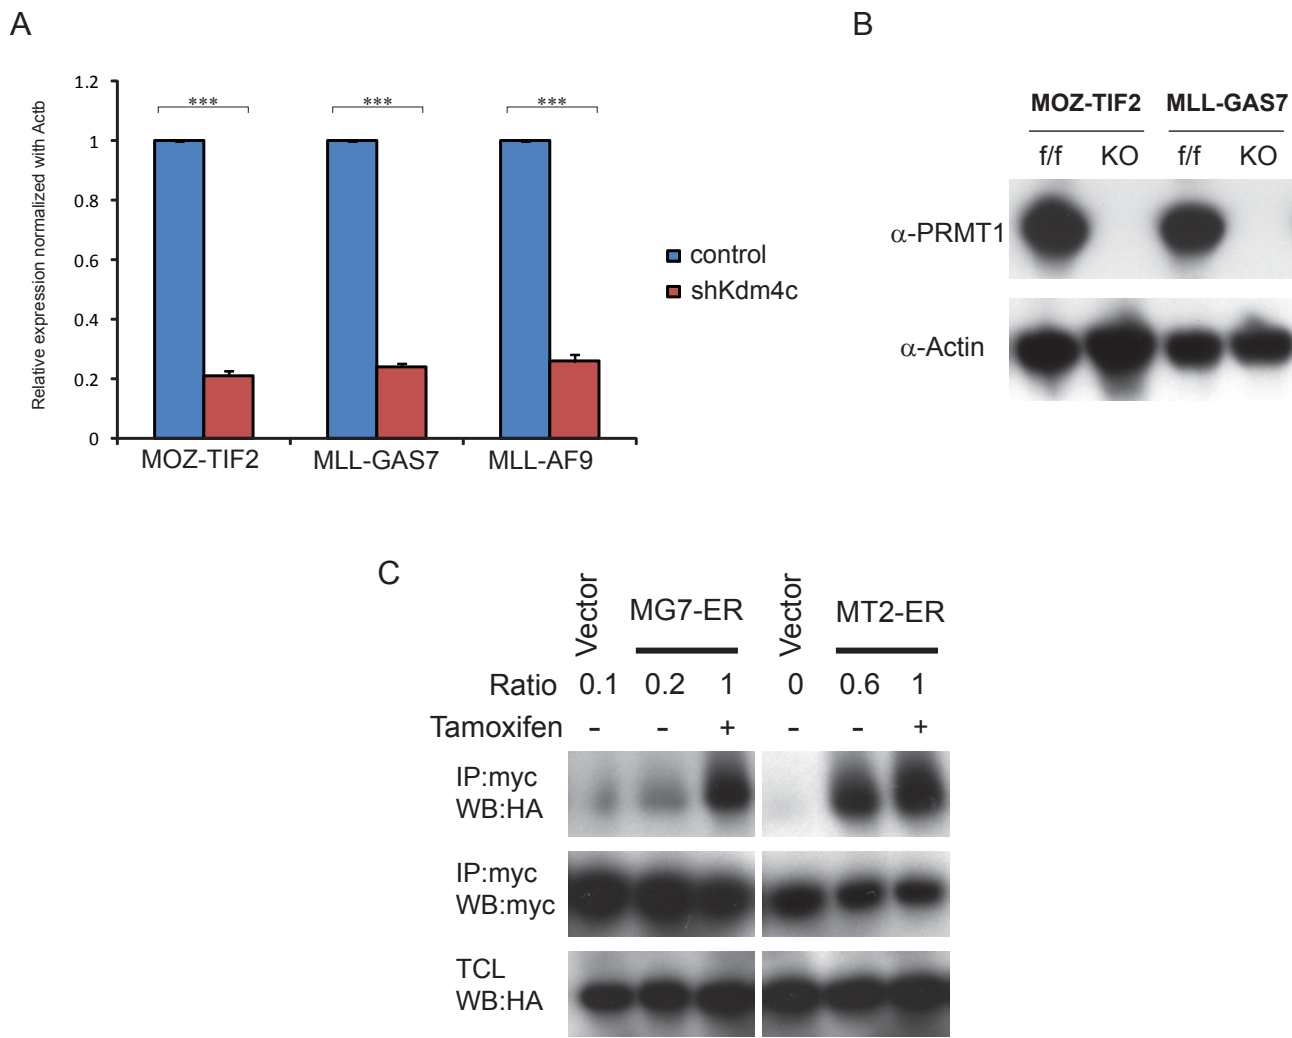 A
Relative expression normalized with Actb
1.2
1
0.8
0.6
0.4
0.2
0
*** *** ***
MOZ-TIF2 MLL-GAS7 MLL-AF9
control
shKdm4c
B
MOZ-TIF2 MLL-GAS7
f/f KO f/f KO
α-PRMT1
α-Actin
C
Vector MG7-ER Vector MT2-ER
Ratio 0.1 0.2 1 0 0.6 1
Tamoxifen - - + - - +
IP:myc
WB:HA
IP:myc
WB:myc
TCL
WB:HA